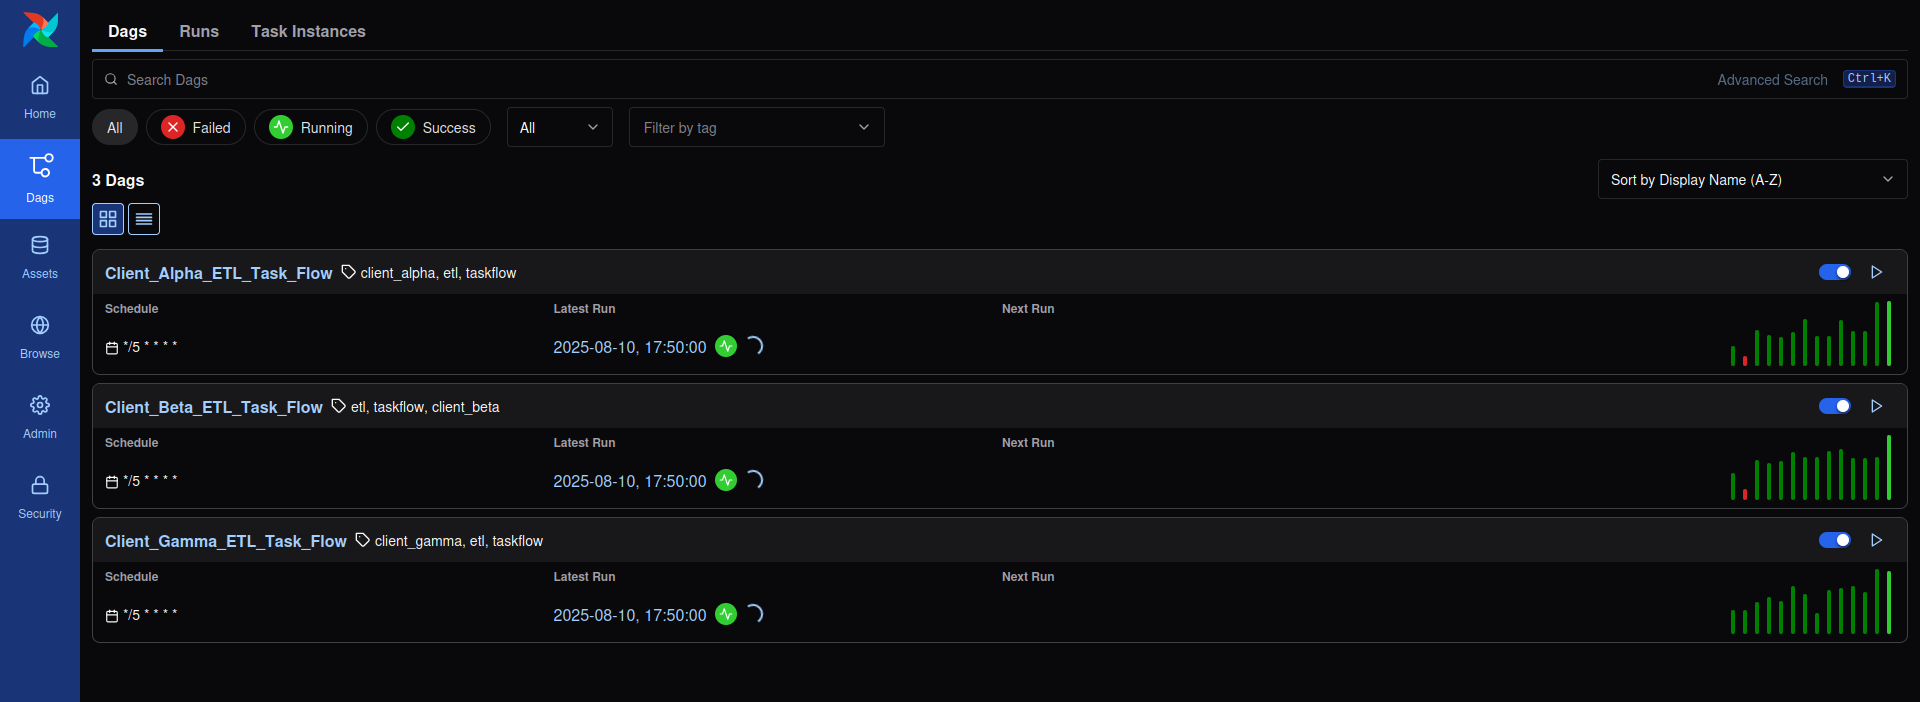 Dags Runs Task Instances
Search Dags Advanced Search Ctrl+K
Home
All Failed Running Success All Filter by tag
Dags
3 Dags Sort by Display Name (A-Z)
Assets
Browse
Admin
Security
Client_Alpha_ETL_Task_Flow client_alpha, etl, taskflow
Schedule Latest Run Next Run
*/5 * * * * 2025-08-10, 17:50:00
Client_Beta_ETL_Task_Flow etl, taskflow, client_beta
Schedule Latest Run Next Run
*/5 * * * * 2025-08-10, 17:50:00
Client_Gamma_ETL_Task_Flow client_gamma, etl, taskflow
Schedule Latest Run Next Run
*/5 * * * * 2025-08-10, 17:50:00